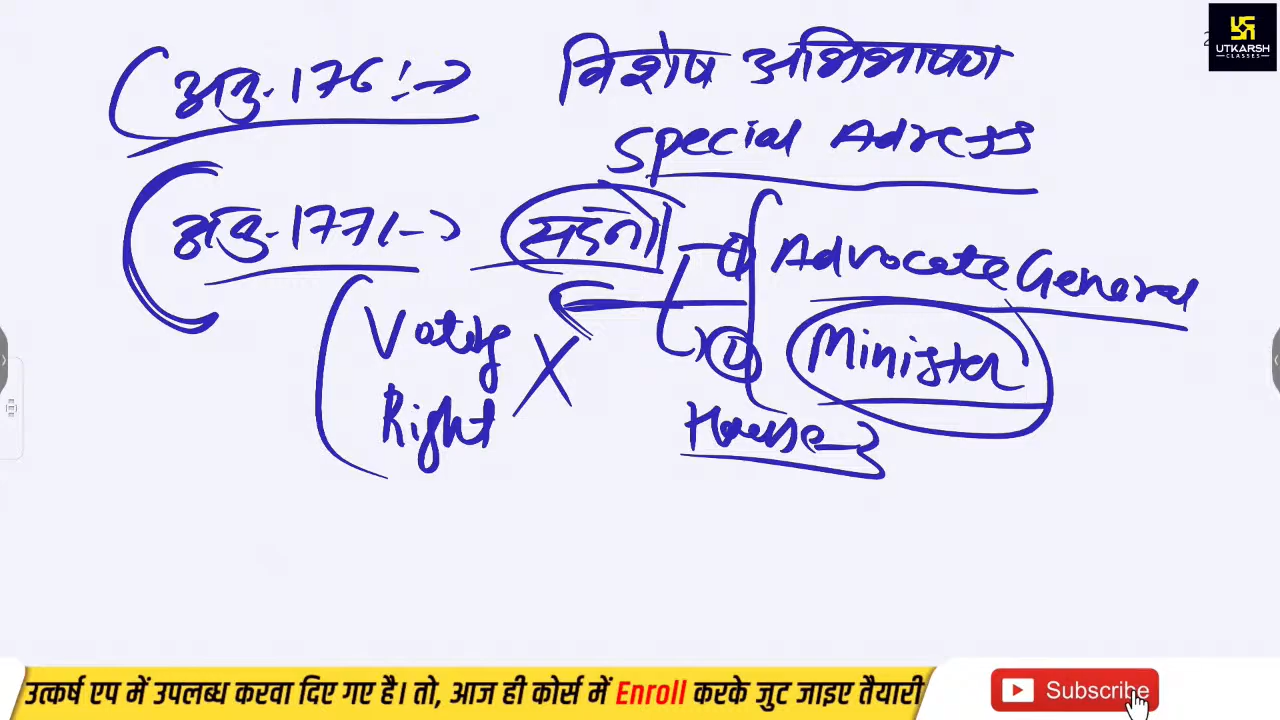 अनु. 176 :→ विशेष अभिभाषण
Special Adress
अनु. 177 :→ सदनो
① Advocate General
② Minister
Voting Right X
House
UTKARSH
CLASSES
उत्कर्ष एप में उपलब्ध करवा दिए गए है। तो, आज ही कोर्स में Enroll करके जुट जाइए तैयारी
Subscribe